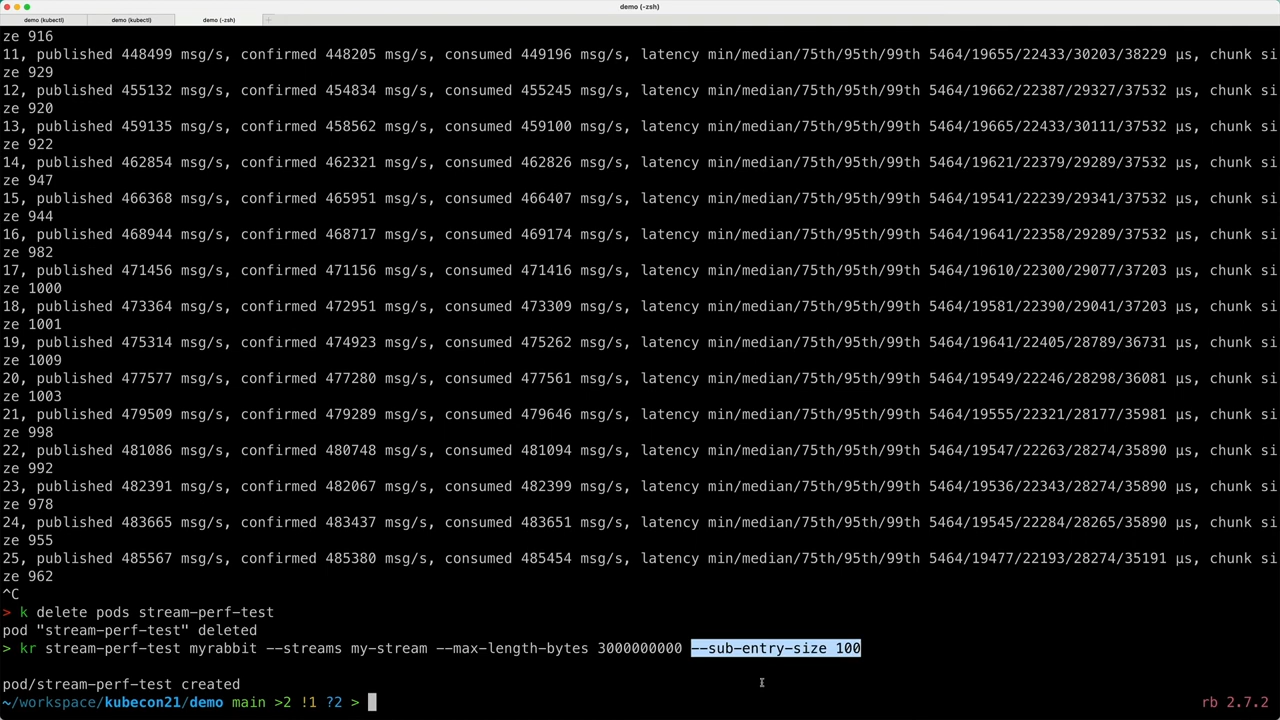 demo (-zsh)
demo (kubectl)
demo (kubectl)
demo (-zsh)
+
ze 916
11, published 448499 msg/s, confirmed 448205 msg/s, consumed 449196 msg/s, latency min/median/75th/95th/99th 5464/19655/22433/30203/38229 µs, chunk si
ze 929
12, published 455132 msg/s, confirmed 454834 msg/s, consumed 455245 msg/s, latency min/median/75th/95th/99th 5464/19662/22387/29327/37532 µs, chunk si
ze 920
13, published 459135 msg/s, confirmed 458562 msg/s, consumed 459100 msg/s, latency min/median/75th/95th/99th 5464/19665/22433/30111/37532 µs, chunk si
ze 922
14, published 462854 msg/s, confirmed 462321 msg/s, consumed 462826 msg/s, latency min/median/75th/95th/99th 5464/19621/22379/29289/37532 µs, chunk si
ze 947
15, published 466368 msg/s, confirmed 465951 msg/s, consumed 466407 msg/s, latency min/median/75th/95th/99th 5464/19541/22429/29341/37532 µs, chunk si
ze 944
16, published 468944 msg/s, confirmed 468717 msg/s, consumed 469174 msg/s, latency min/median/75th/95th/99th 5464/19641/22358/29289/37532 µs, chunk si
ze 982
17, published 471456 msg/s, confirmed 471156 msg/s, consumed 471416 msg/s, latency min/median/75th/95th/99th 5464/19610/22300/29077/37203 µs, chunk si
ze 1000
18, published 473364 msg/s, confirmed 472951 msg/s, consumed 473309 msg/s, latency min/median/75th/95th/99th 5464/19581/22390/29041/37203 µs, chunk si
ze 1001
19, published 475314 msg/s, confirmed 474923 msg/s, consumed 475262 msg/s, latency min/median/75th/95th/99th 5464/19641/22405/28789/36731 µs, chunk si
ze 1009
20, published 477577 msg/s, confirmed 477280 msg/s, consumed 477561 msg/s, latency min/median/75th/95th/99th 5464/19549/22246/28298/36081 µs, chunk si
ze 1003
21, published 479509 msg/s, confirmed 479289 msg/s, consumed 479646 msg/s, latency min/median/75th/95th/99th 5464/19555/22321/28177/35981 µs, chunk si
ze 998
22, published 481086 msg/s, confirmed 480748 msg/s, consumed 481094 msg/s, latency min/median/75th/95th/99th 5464/19547/22263/28274/35890 µs, chunk si
ze 992
23, published 482391 msg/s, confirmed 482067 msg/s, consumed 482399 msg/s, latency min/median/75th/95th/99th 5464/19536/22343/28274/35890 µs, chunk si
ze 978
24, published 483665 msg/s, confirmed 483437 msg/s, consumed 483651 msg/s, latency min/median/75th/95th/99th 5464/19545/22284/28265/35890 µs, chunk si
ze 955
25, published 485567 msg/s, confirmed 485380 msg/s, consumed 485454 msg/s, latency min/median/75th/95th/99th 5464/19477/22193/28274/35191 µs, chunk si
ze 962
^C
> k delete pods stream-perf-test
pod "stream-perf-test" deleted
> kr stream-perf-test myrabbit --streams my-stream --max-length-bytes 3000000000 --sub-entry-size 100
pod/stream-perf-test created
~/workspace/kubecon21/demo main >2 !1 ?2 > rb 2.7.2